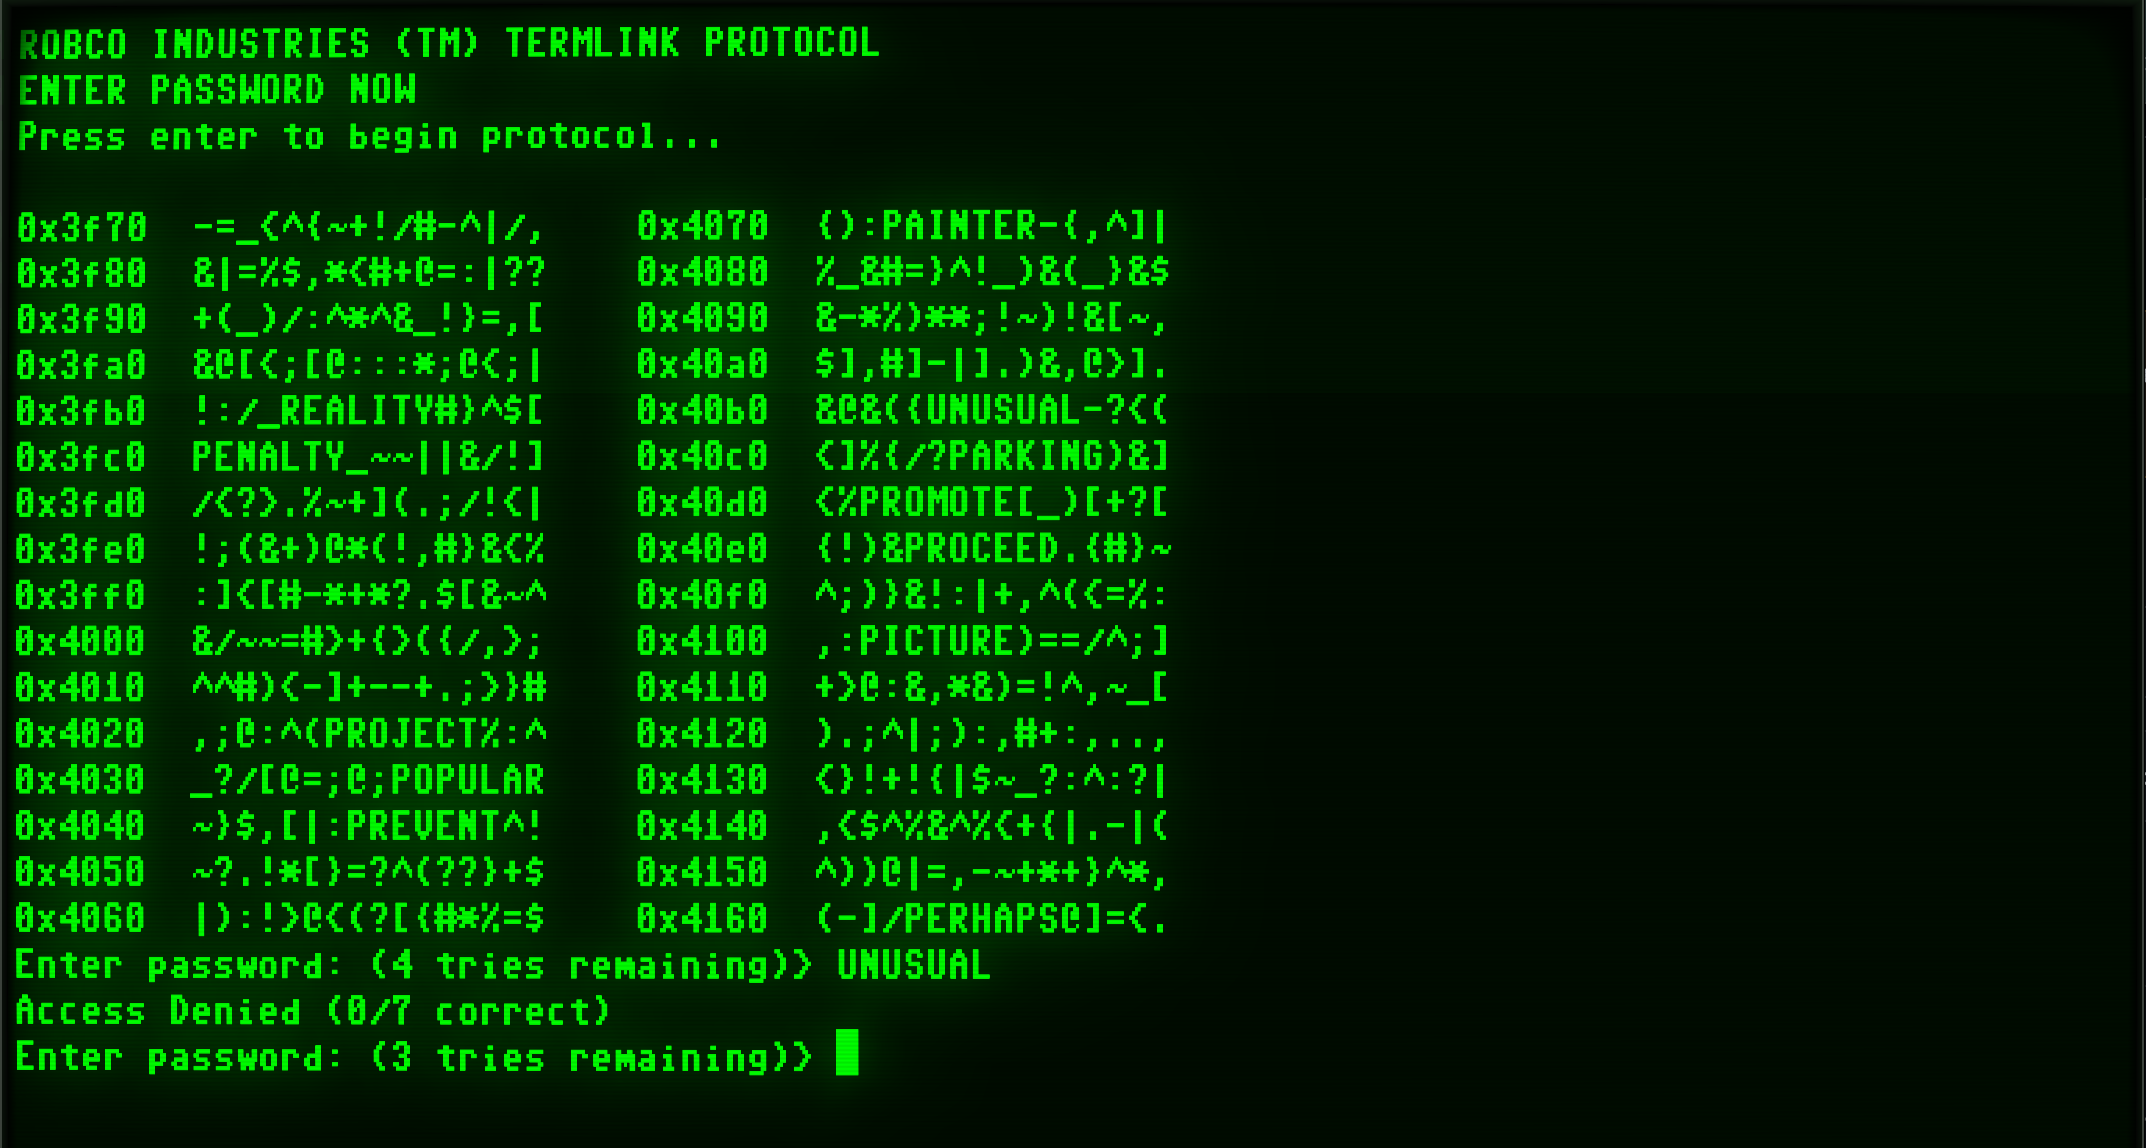 ROBCO INDUSTRIES (TM) TERMLINK PROTOCOL
ENTER PASSWORD NOW
Press enter to begin protocol...
0x3f70  -=_<^{~+!/#-^|/,    0x4070  {):PAINTER-{,^]|
0x3f80  &|=%$,*<#+@=:|??    0x4080  %_&#=}^!_)&(_}&$
0x3f90  +(_)/:^*^&_!}=,[    0x4090  &-*%)**;!~)!&[~,
0x3fa0  &@[<;[@:::*;@<;|    0x40a0  $],#]-|].)&,@>].
0x3fb0  !:/_REALITY#}^$[    0x40b0  &@&({UNUSUAL-?<(
0x3fc0  PENALTY_~~||&/!]    0x40c0  <]%{/?PARKING)&]
0x3fd0  /<?>.%~+](.;/!<|    0x40d0  <%PROMOTE[_)[+?[
0x3fe0  !;(&+)@*(!,#}&<%    0x40e0  (!)&PROCEED.{#}~
0x3ff0  :]<[#-*+*?.$[&~^    0x40f0  ^;)}&!:|+,^(<=%:
0x4000  &/~~=#>+{>({/,>;    0x4100  ,:PICTURE)==/^;]
0x4010  ^^#)<-]+--+.;>}#    0x4110  +>@:&,*&)=!^,~_[
0x4020  ,;@:^(PROJECT%:^    0x4120  ).;^|;):,#+:,..,
0x4030  _?/[@=;@;POPULAR    0x4130  <}!+!{|$~_?:^:?|
0x4040  ~}$,[|:PREVENT^!    0x4140  ,<$^%&^%<+{|.-|(
0x4050  ~?.!*[}=?^(??}+$    0x4150  ^))@|=,-~+*+}^*,
0x4060  |):!>@<(?[{#*%=$    0x4160  (-]/PERHAPS@]=<.
Enter password: (4 tries remaining)> UNUSUAL
Access Denied (0/7 correct)
Enter password: (3 tries remaining)>